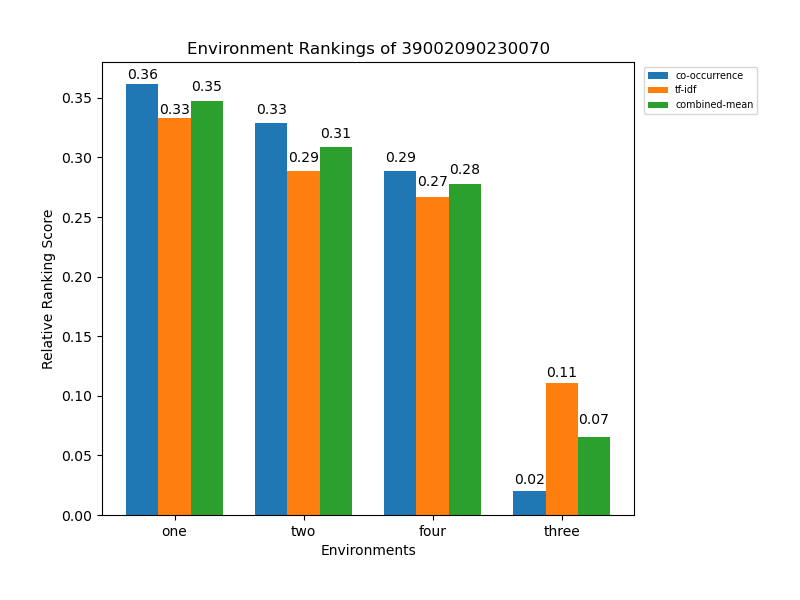 Environment Rankings of 39002090230070
co-occurrence
tf-idf
combined-mean
0.36
0.33
0.35
0.33
0.29
0.31
0.29
0.27
0.28
0.02
0.11
0.07
0.35
0.30
0.25
0.20
0.15
0.10
0.05
0.00
Relative Ranking Score
one two four three
Environments